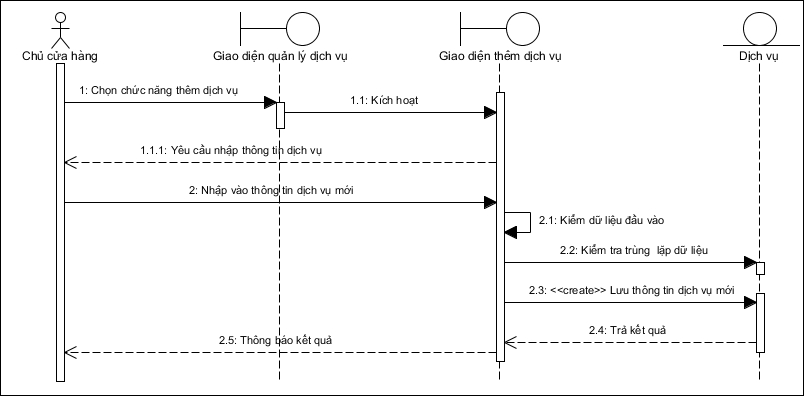 Chủ cửa hàng
Giao diện quản lý dịch vụ
Giao diện thêm dịch vụ
Dịch vụ
1: Chọn chức năng thêm dịch vụ
1.1: Kích hoạt
1.1.1: Yêu cầu nhập thông tin dịch vụ
2: Nhập vào thông tin dịch vụ mới
2.1: Kiểm dữ liệu đầu vào
2.2: Kiểm tra trùng lặp dữ liệu
2.3: <<create>> Lưu thông tin dịch vụ mới
2.4: Trả kết quả
2.5: Thông báo kết quả